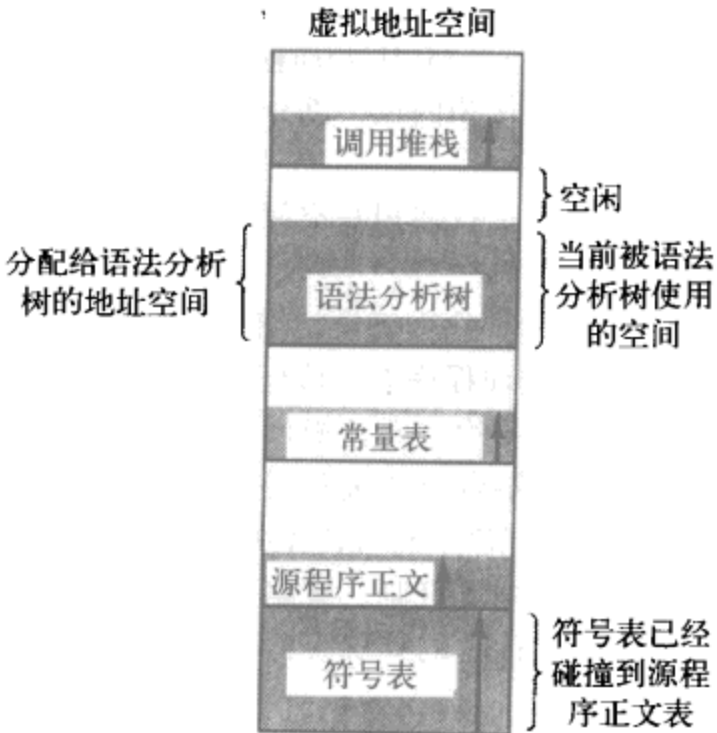 虚拟地址空间
调用堆栈
空闲
分配给语法分析
树的地址空间
语法分析树
当前被语法
分析树使用
的空间
常量表
源程序正文
符号表
符号表已经
碰撞到源程
序正文表